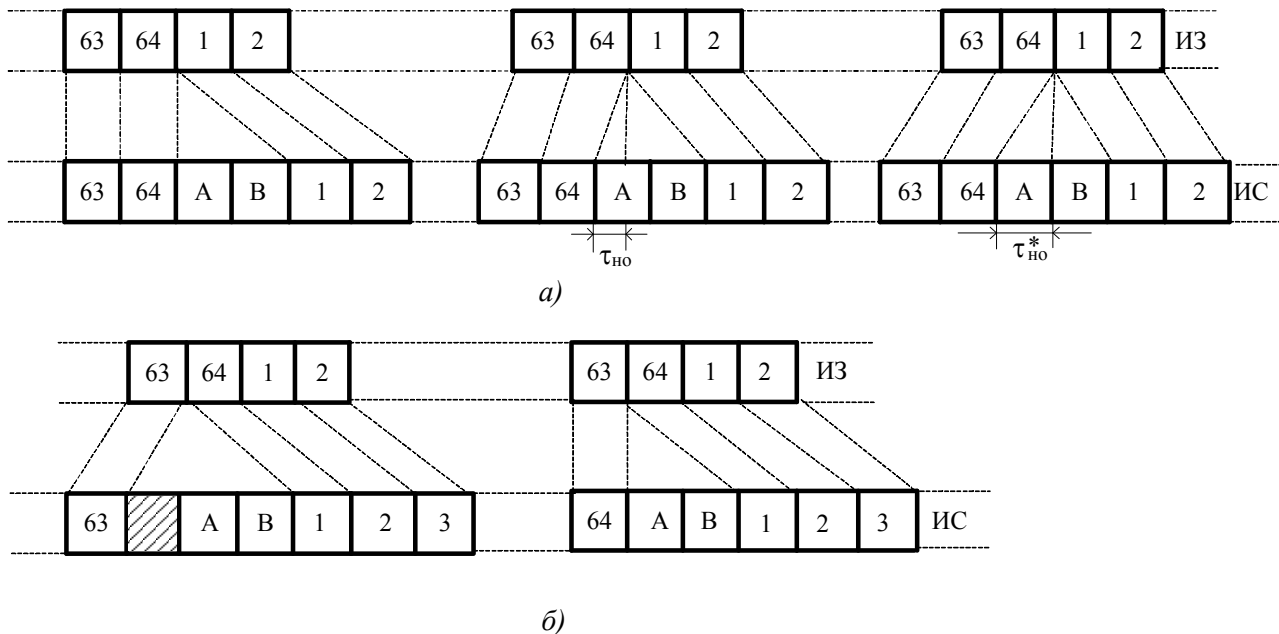 63 64 1 2 63 64 1 2 63 64 1 2 ИЗ
63 64 А В 1 2 63 64 А В 1 2 63 64 А В 1 2 ИС
τно τ*но
а)
63 64 1 2 63 64 1 2 ИЗ
63 А В 1 2 3 64 А В 1 2 3 ИС
б)